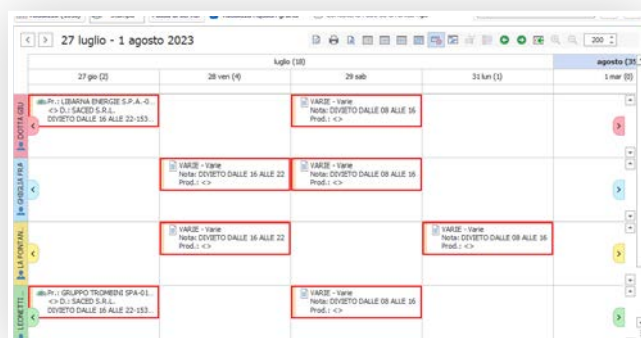 27 luglio - 1 agosto 2023
200
luglio (18)
agosto (35
27 gio (2)
28 ven (4)
29 sab
31 lun (1)
1 mar (0)
DOTTA GIU
Pr.: LIBARNA ENERGIE S.P.A.-0...
<> D.: SACED S.R.L.
DIVIETO DALLE 16 ALLE 22-153...
VARIE - Varie
Nota: DIVIETO DALLE 08 ALLE 16
Prod.: <>
GHIGLIA FRA
VARIE - Varie
Nota: DIVIETO DALLE 16 ALLE 22
Prod.: <>
VARIE - Varie
Nota: DIVIETO DALLE 08 ALLE 16
Prod.: <>
LA FONTAN...
VARIE - Varie
Nota: DIVIETO DALLE 16 ALLE 22
Prod.: <>
VARIE - Varie
Nota: DIVIETO DALLE 08 ALLE 16
Prod.: <>
LEONETTI ...
Pr.: GRUPPO TROMBINI SPA-01...
<> D.: SACED S.R.L.
DIVIETO DALLE 16 ALLE 22-153...
VARIE - Varie
Nota: DIVIETO DALLE 08 ALLE 16
Prod.: <>